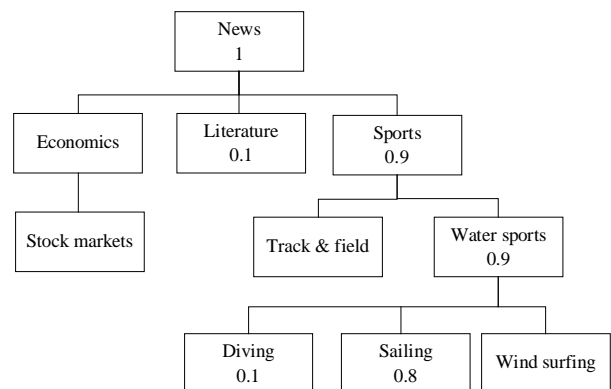 News
1
Economics
Literature
0.1
Sports
0.9
Stock markets
Track & field
Water sports
0.9
Diving
0.1
Sailing
0.8
Wind surfing